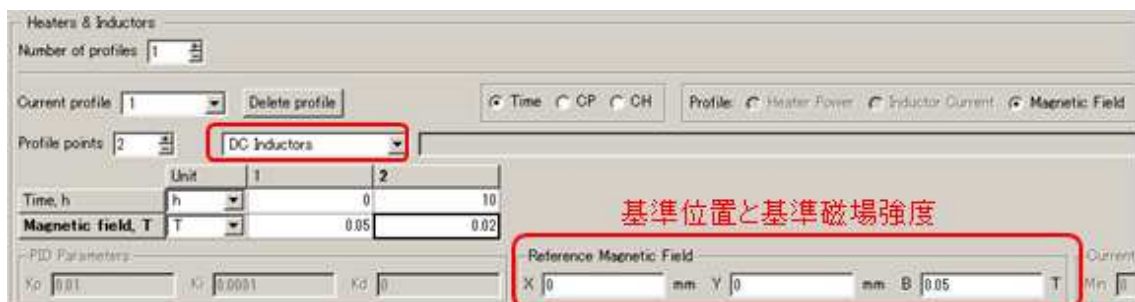 Heaters & Inductors
Number of profiles 1
Current profile 1 Delete profile Time CP CH Profile: Heater Power Inductor Current Magnetic Field
Profile points 2 DC Inductors
Unit 1 2
Time, h h 0 10
Magnetic field, T T 0.05 0.02
基準位置と基準磁場強度
PID Parameters Reference Magnetic Field Current
Kp 0.01 Ki 0.0001 Kd 0 X 0 mm Y 0 mm B 0.05 T Min 0